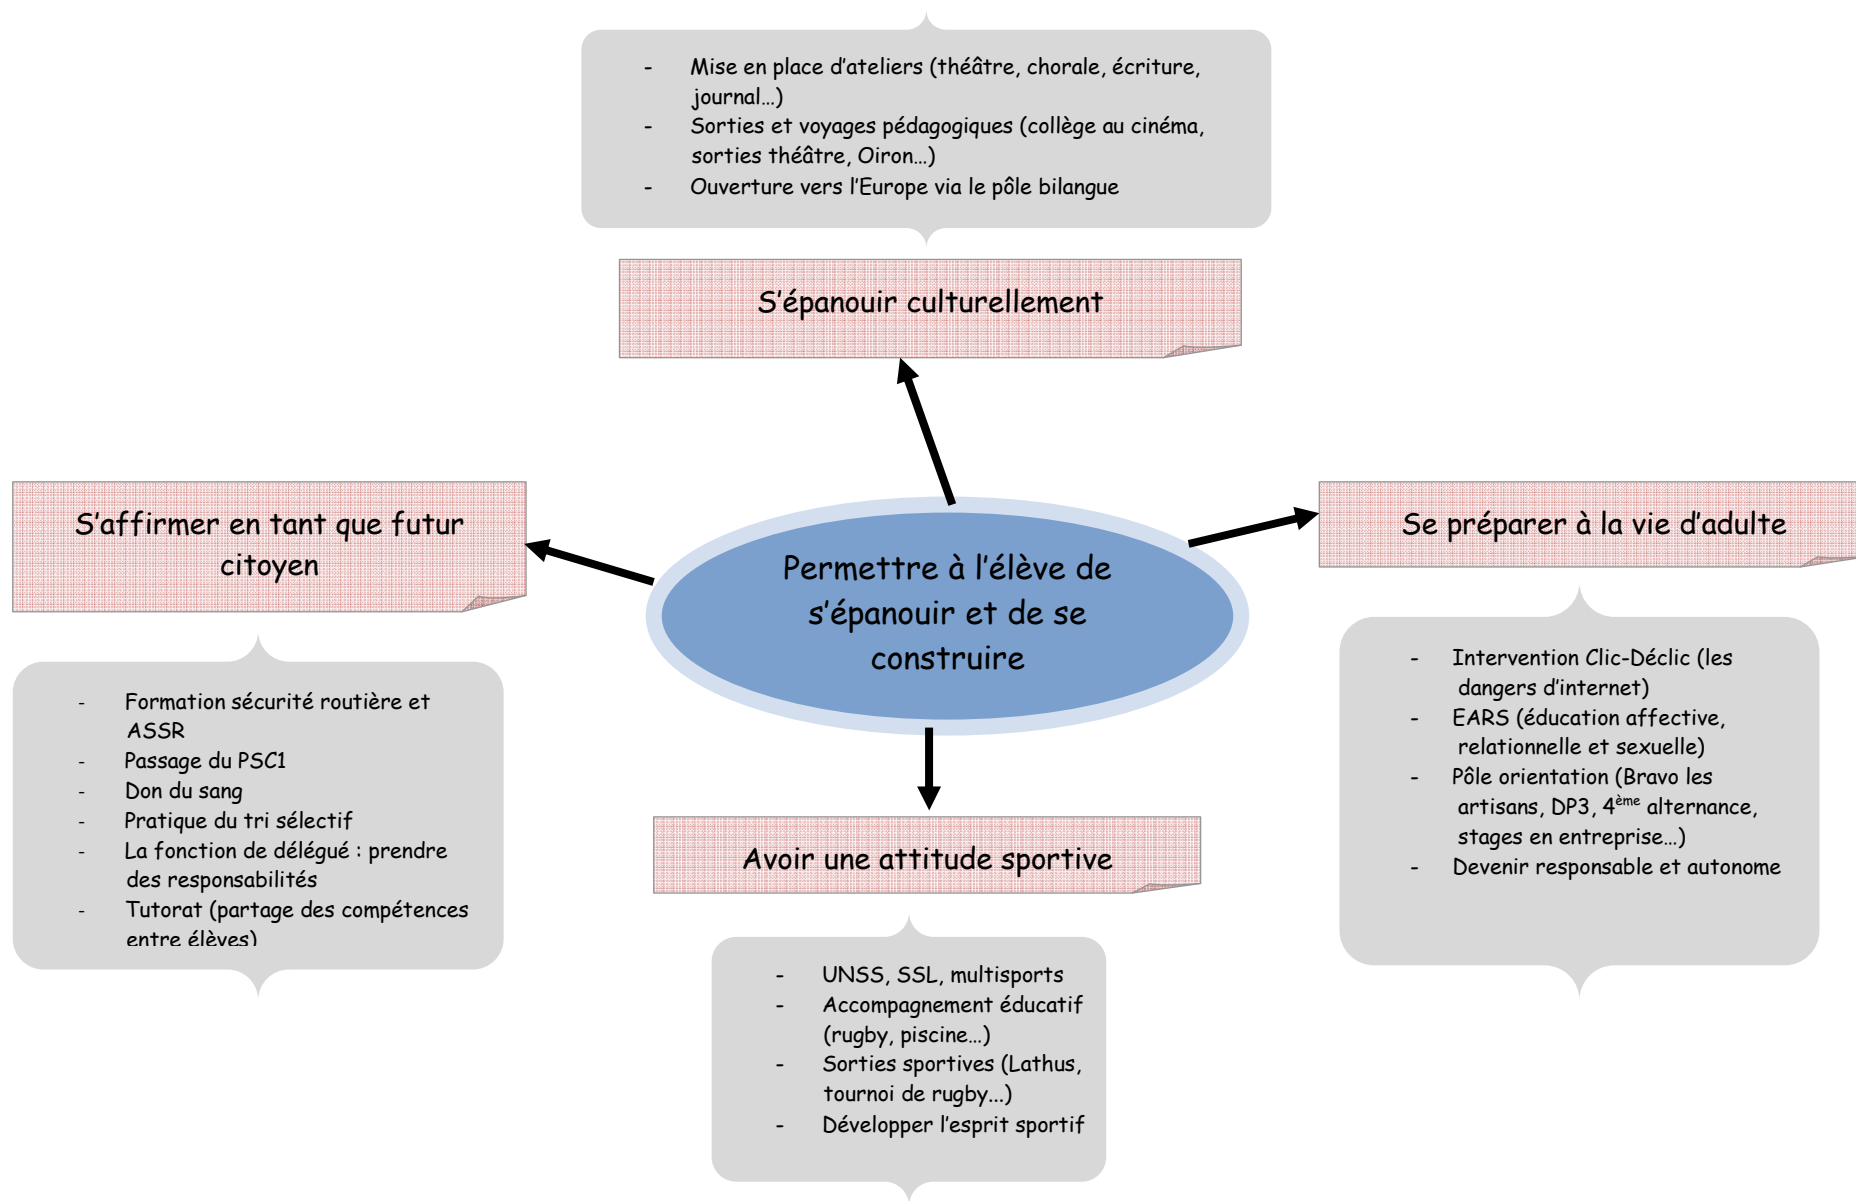 - Mise en place d'ateliers (théâtre, chorale, écriture,
journal…)
- Sorties et voyages pédagogiques (collège au cinéma,
sorties théâtre, Oiron…)
- Ouverture vers l'Europe via le pôle bilangue
S'épanouir culturellement
S'affirmer en tant que futur
citoyen
- Formation sécurité routière et
ASSR
- Passage du PSC1
- Don du sang
- Pratique du tri sélectif
- La fonction de délégué : prendre
des responsabilités
- Tutorat (partage des compétences
entre élèves)
Permettre à l'élève de
s'épanouir et de se
construire
Se préparer à la vie d'adulte
- Intervention Clic-Déclic (les
dangers d'internet)
- EARS (éducation affective,
relationnelle et sexuelle)
- Pôle orientation (Bravo les
artisans, DP3, 4ème alternance,
stages en entreprise…)
- Devenir responsable et autonome
Avoir une attitude sportive
- UNSS, SSL, multisports
- Accompagnement éducatif
(rugby, piscine…)
- Sorties sportives (Lathus,
tournoi de rugby...)
- Développer l'esprit sportif